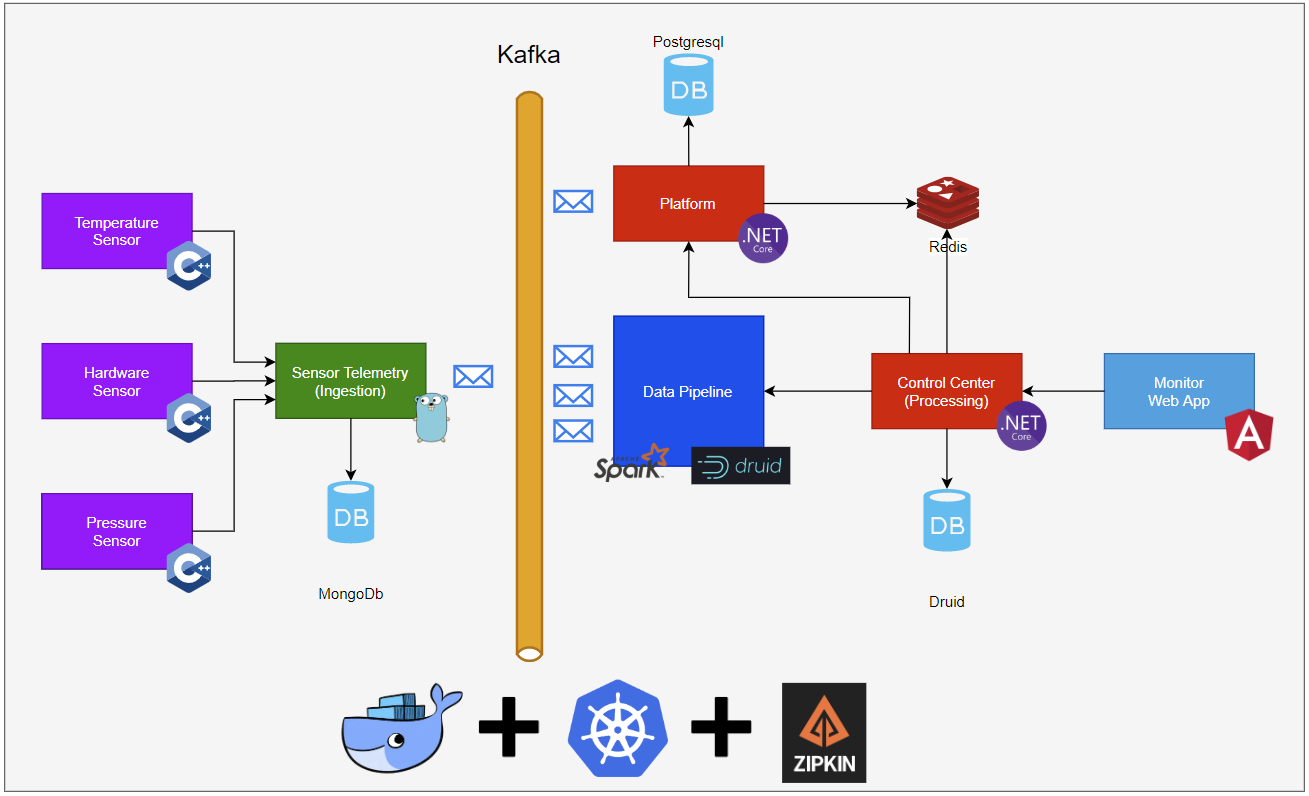 Kafka
Postgresql
DB
Platform
.NET
Core
Redis
Temperature
Sensor
C++
Hardware
Sensor
C++
Pressure
Sensor
C++
Sensor Telemetry
(Ingestion)
DB
MongoDb
Data Pipeline
APACHE
Spark
druid
Control Center
(Processing)
.NET
Core
DB
Druid
Monitor
Web App
A
ZIPKIN